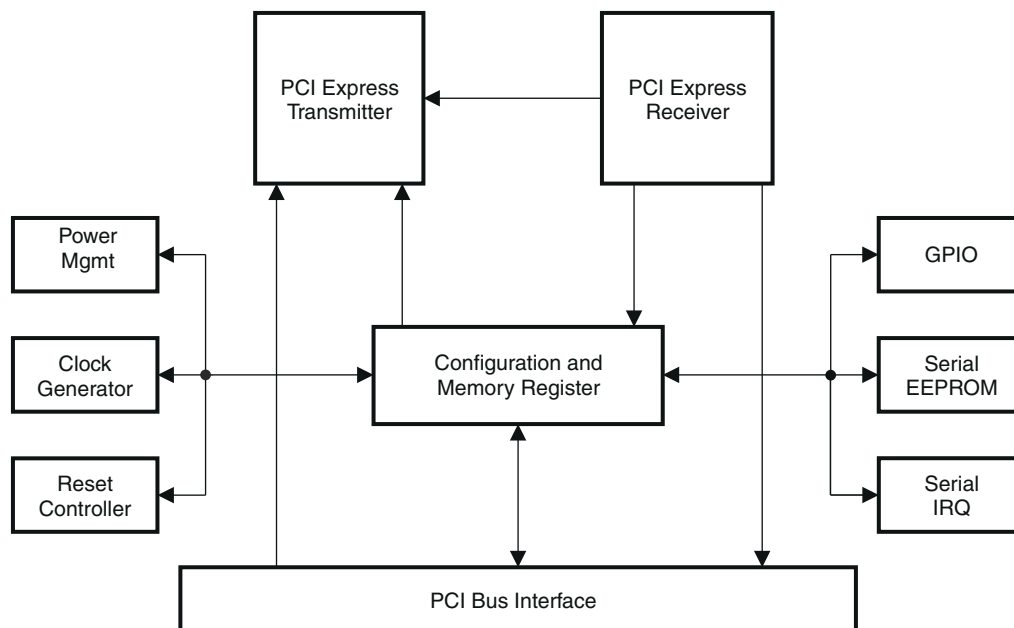 PCI Express
Transmitter
PCI Express
Receiver
Power
Mgmt
GPIO
Clock
Generator
Configuration and
Memory Register
Serial
EEPROM
Reset
Controller
Serial
IRQ
PCI Bus Interface